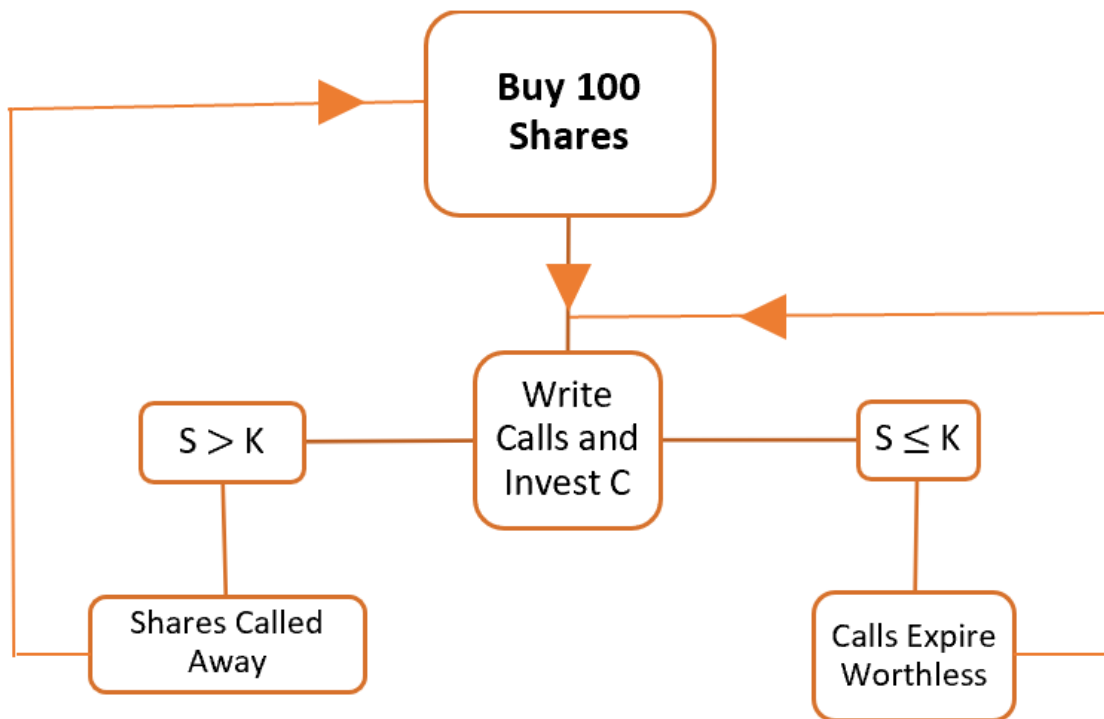 Buy 100
Shares
Write
Calls and
Invest C
S > K
S ≤ K
Shares Called
Away
Calls Expire
Worthless